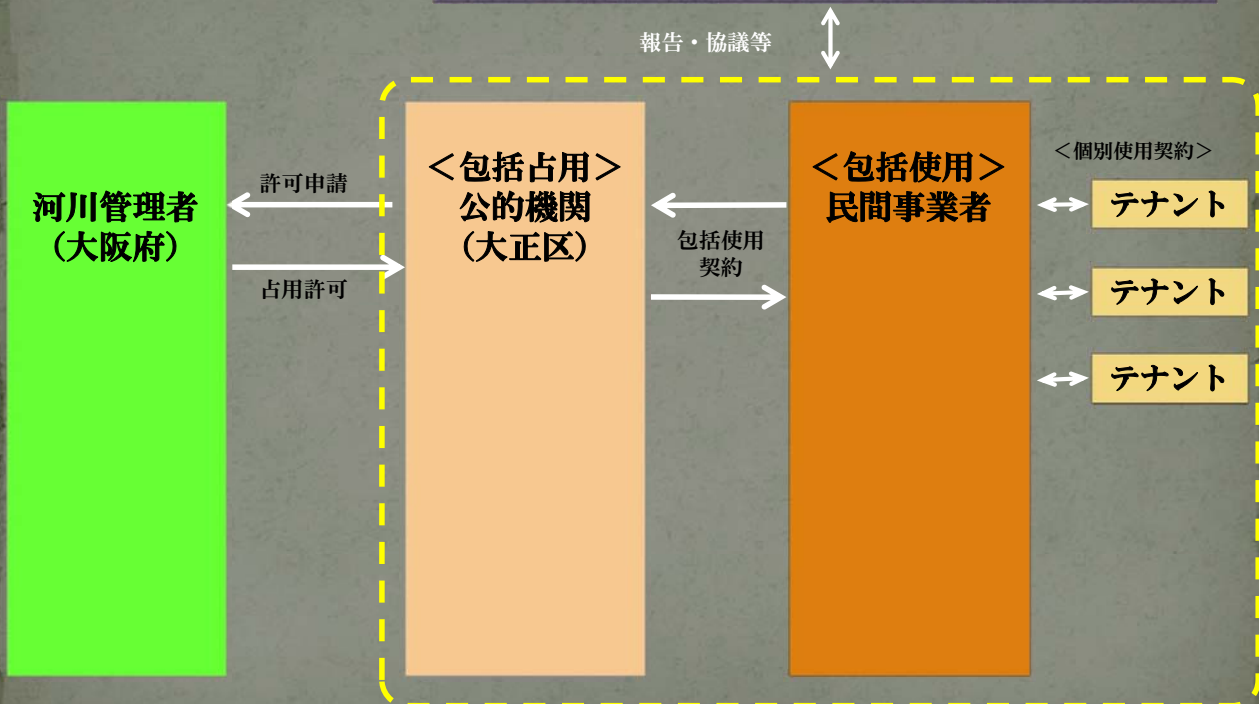 報告・協議等
河川管理者
（大阪府）
許可申請
占用許可
＜包括占用＞
公的機関
（大正区）
包括使用
契約
＜包括使用＞
民間事業者
＜個別使用契約＞
テナント
テナント
テナント